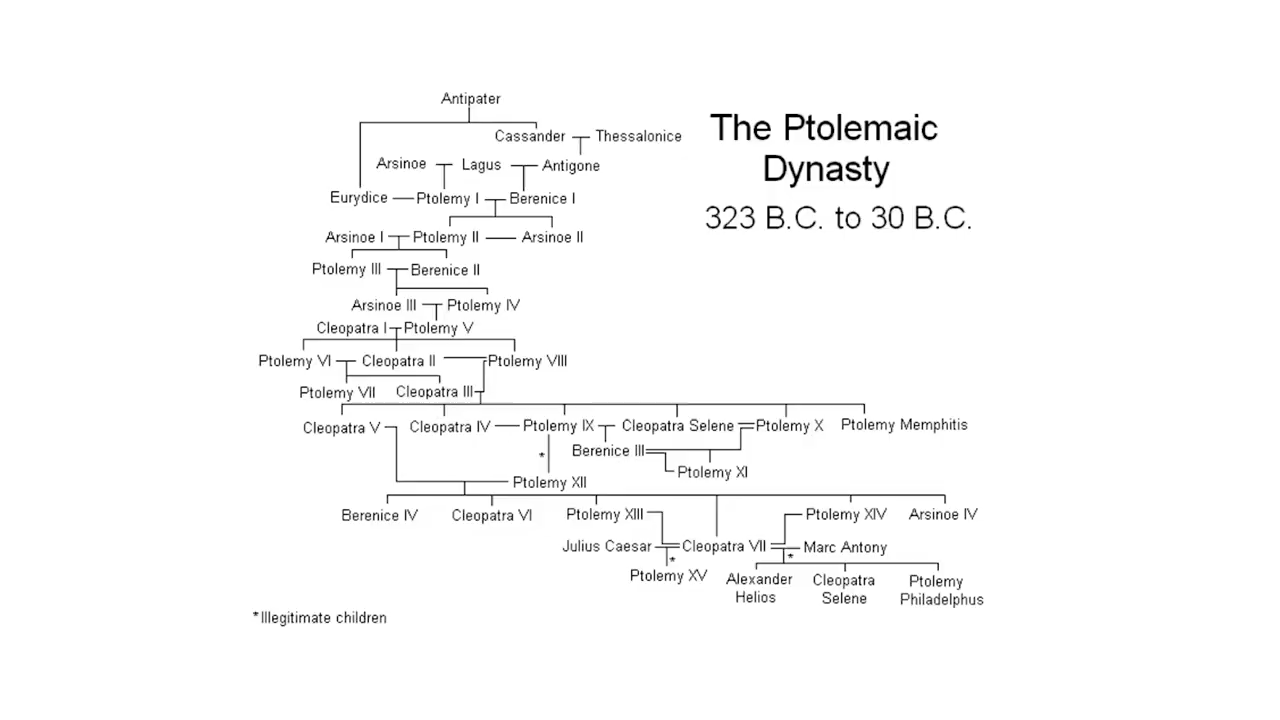 Antipater
The Ptolemaic
Dynasty
323 B.C. to 30 B.C.
Cassander Thessalonice
Arsinoe Lagus Antigone
Eurydice Ptolemy I Berenice I
Arsinoe I Ptolemy II Arsinoe II
Ptolemy III Berenice II
Arsinoe III Ptolemy IV
Cleopatra I Ptolemy V
Ptolemy VI Cleopatra II Ptolemy VIII
Ptolemy VII Cleopatra III
Cleopatra V Cleopatra IV Ptolemy IX Cleopatra Selene Ptolemy X Ptolemy Memphitis
Berenice III
*
Ptolemy XI
Ptolemy XII
Berenice IV Cleopatra VI Ptolemy XIII Ptolemy XIV Arsinoe IV
Julius Caesar Cleopatra VII Marc Antony
* *
Ptolemy XV
Alexander
Helios
Cleopatra
Selene
Ptolemy
Philadelphus
*Illegitimate children